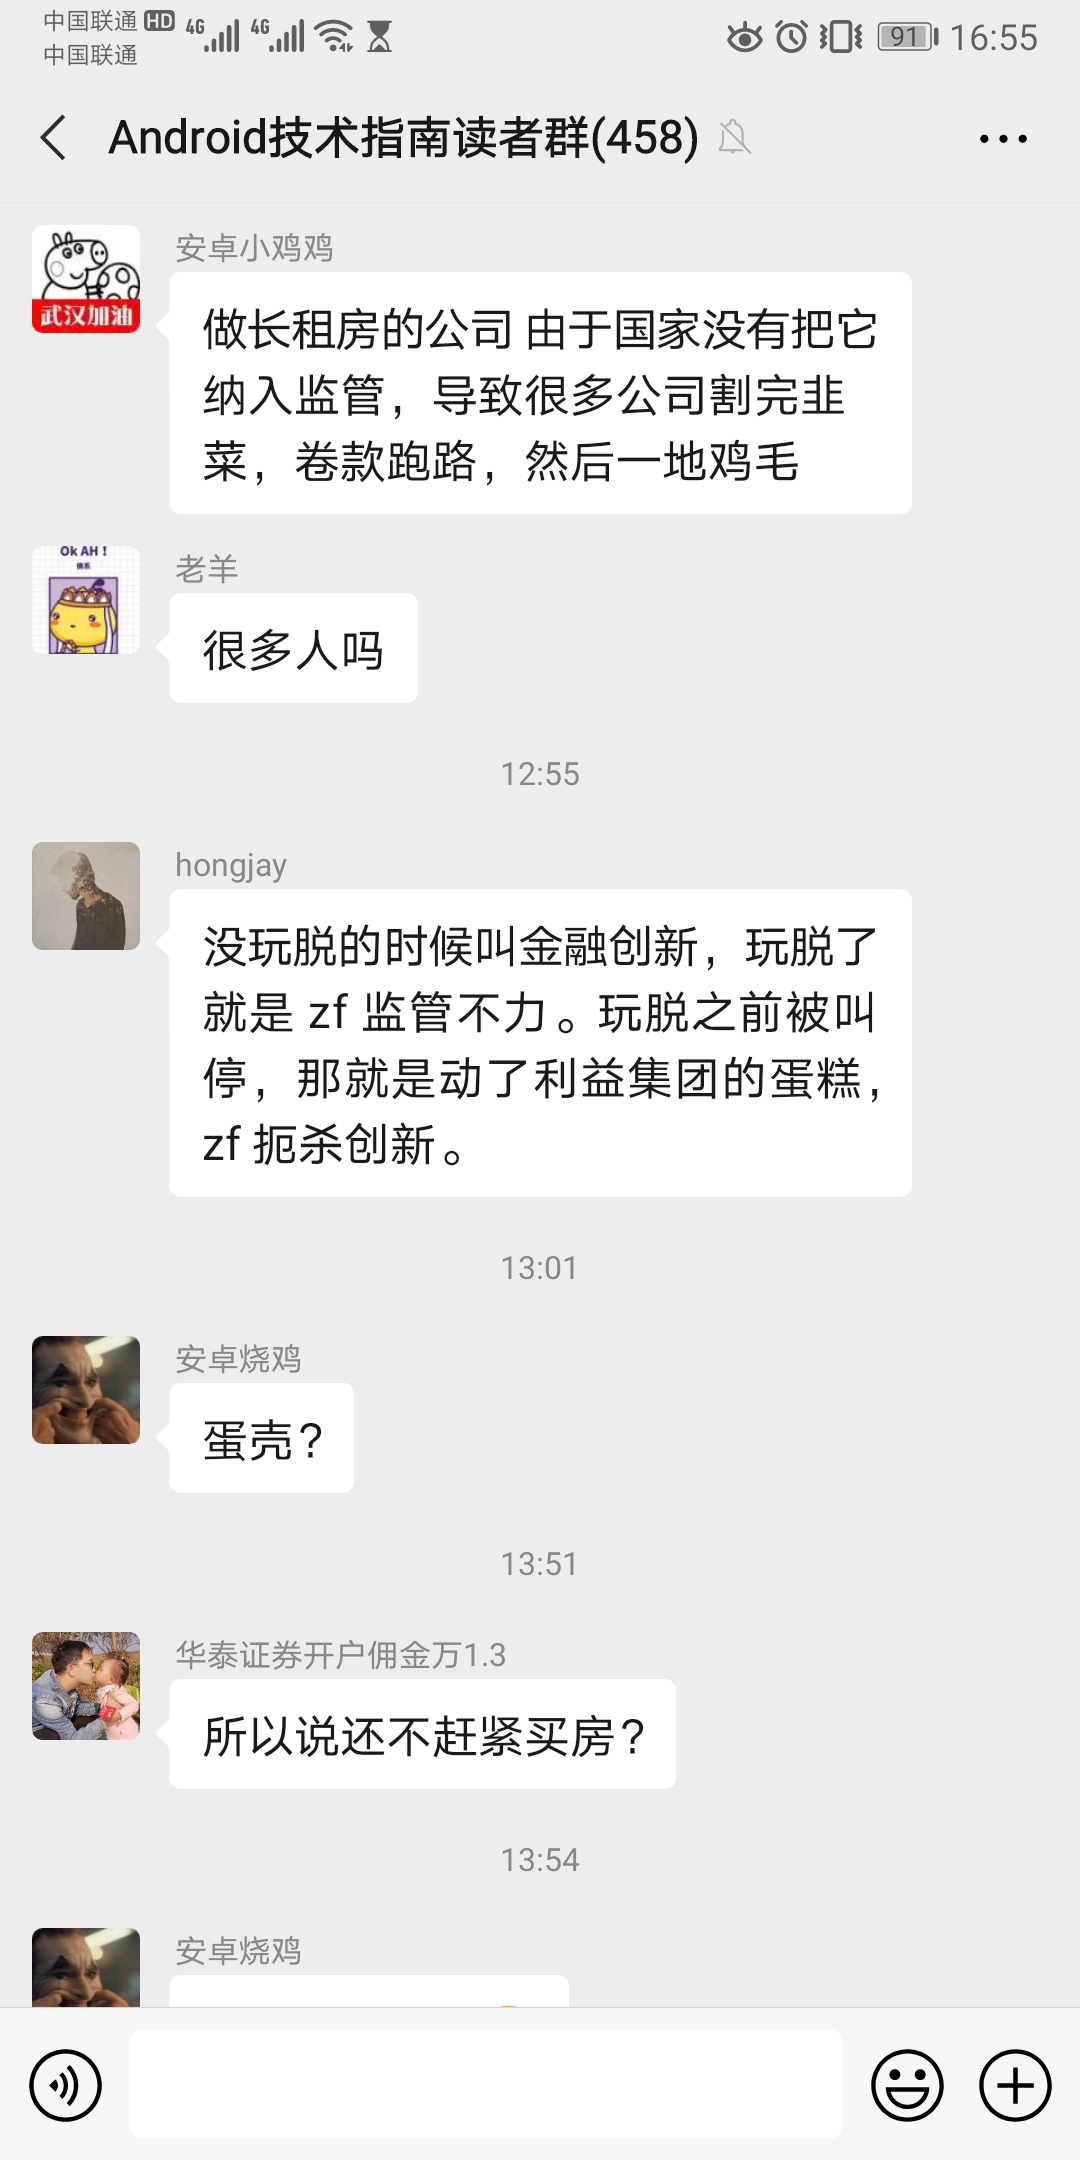 中国联通 HD 4G 4G 91 16:55
中国联通
Android技术指南读者群(458)
安卓小鸡鸡
武汉加油
做长租房的公司 由于国家没有把它
纳入监管，导致很多公司割完韭
菜，卷款跑路，然后一地鸡毛
Ok AH !
老羊
很多人吗
12:55
hongjay
没玩脱的时候叫金融创新，玩脱了
就是 zf 监管不力。玩脱之前被叫
停，那就是动了利益集团的蛋糕，
zf 扼杀创新。
13:01
安卓烧鸡
蛋壳？
13:51
华泰证券开户佣金万1.3
所以说还不赶紧买房？
13:54
安卓烧鸡